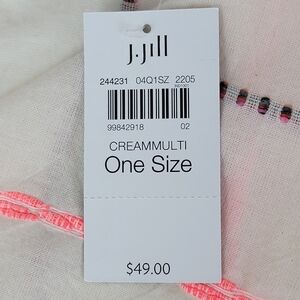 J.Jill
244231 04Q1SZ 2205
99842918 02
CREAMMULTI
One Size
$49.00